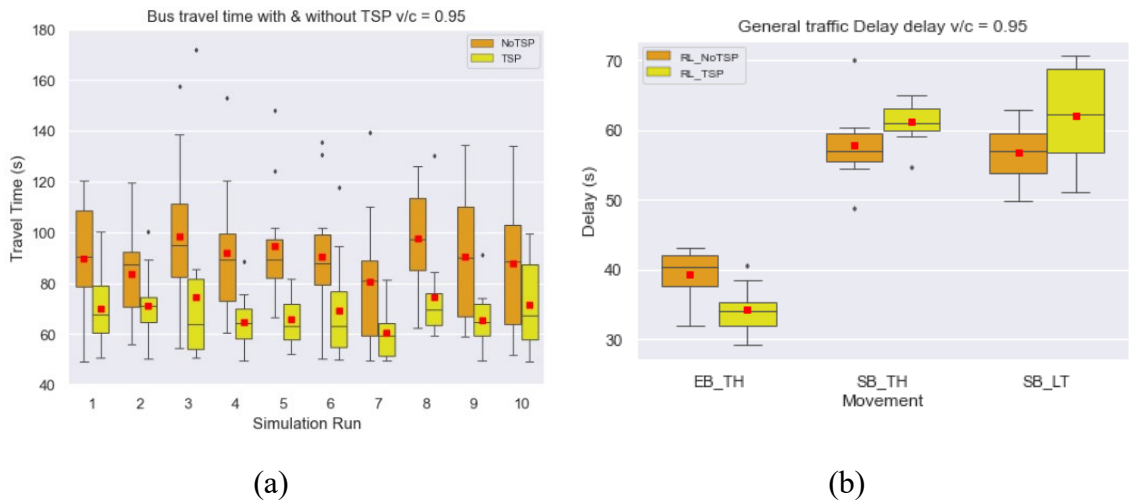 Bus travel time with & without TSP v/c = 0.95
180
160
140
120
100
80
60
40
Travel Time (s)
NoTSP
TSP
1 2 3 4 5 6 7 8 9 10
Simulation Run
(a)
General traffic Delay delay v/c = 0.95
70
60
50
40
30
Delay (s)
RL_NoTSP
RL_TSP
EB_TH SB_TH SB_LT
Movement
(b)